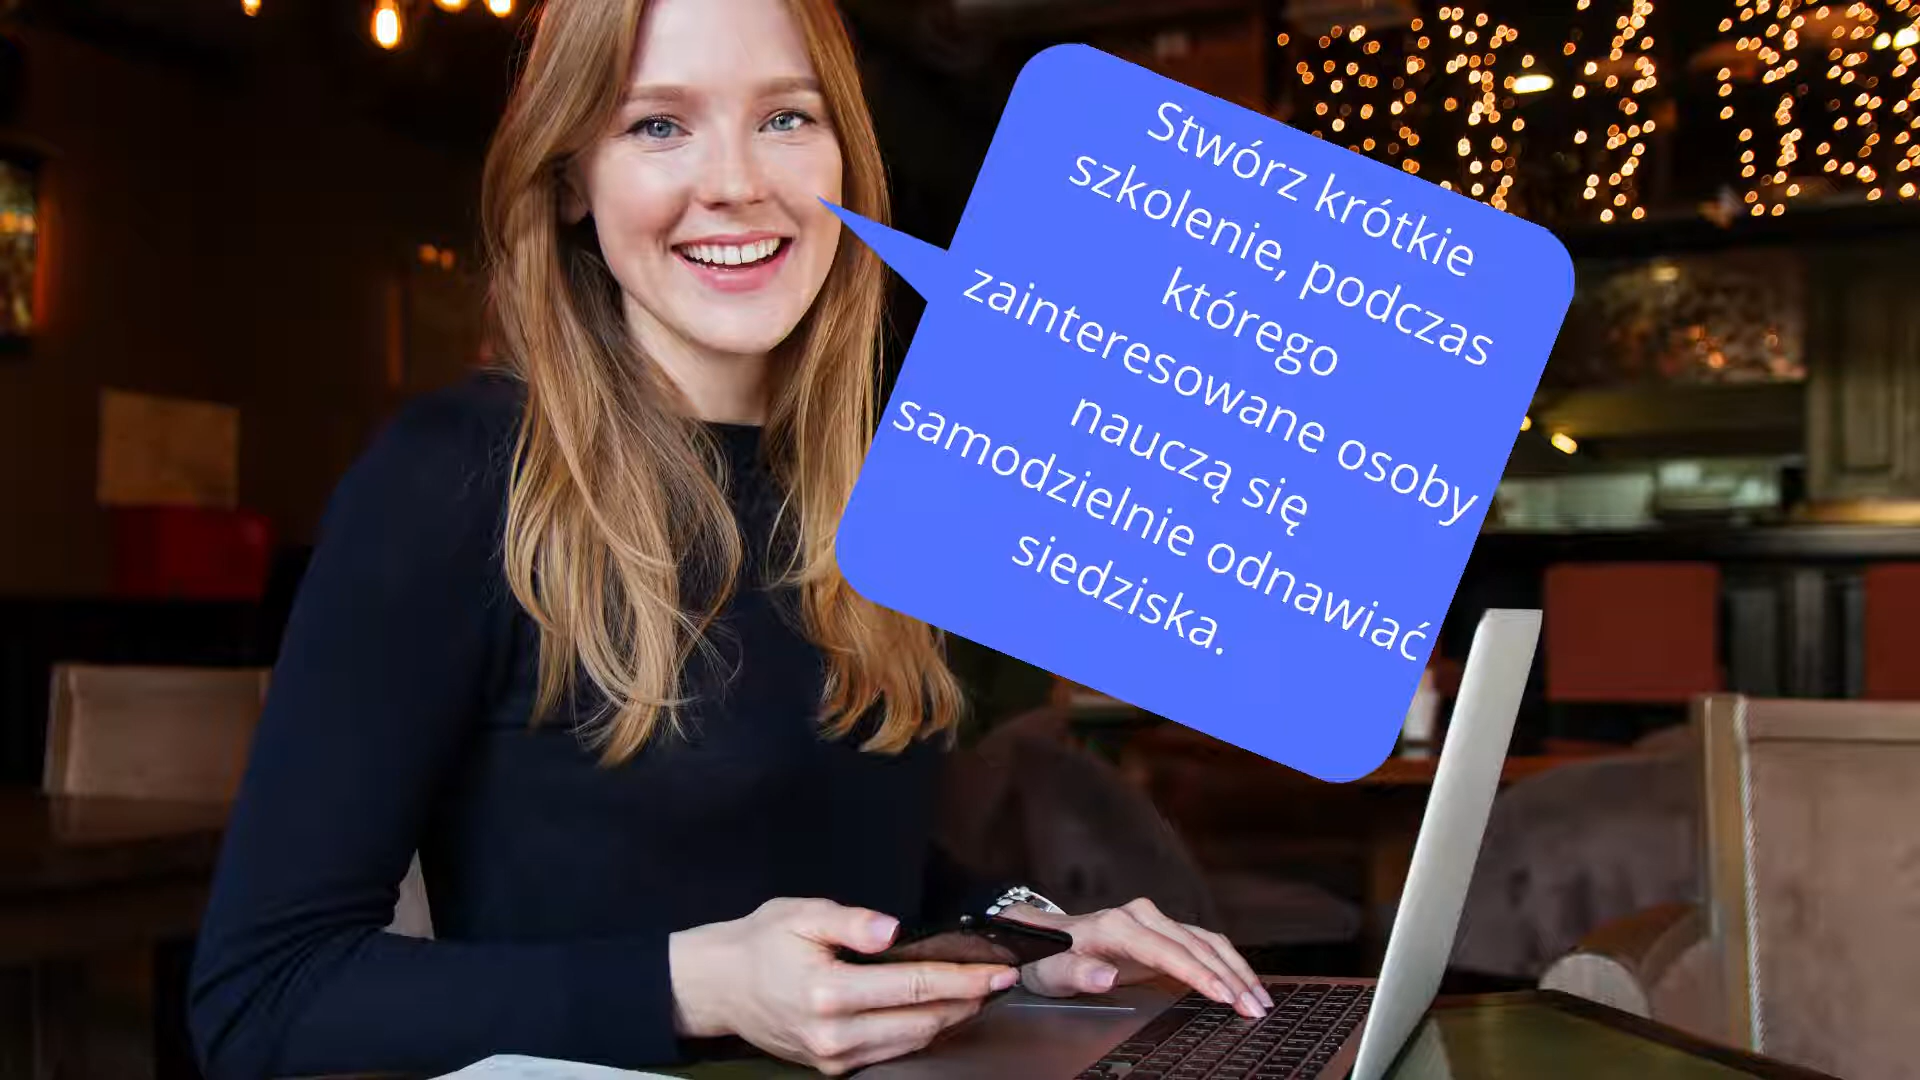 Stwórz krótkie
szkolenie, podczas
którego
zainteresowane osoby
nauczą się
samodzielnie odnawiać
siedziska.